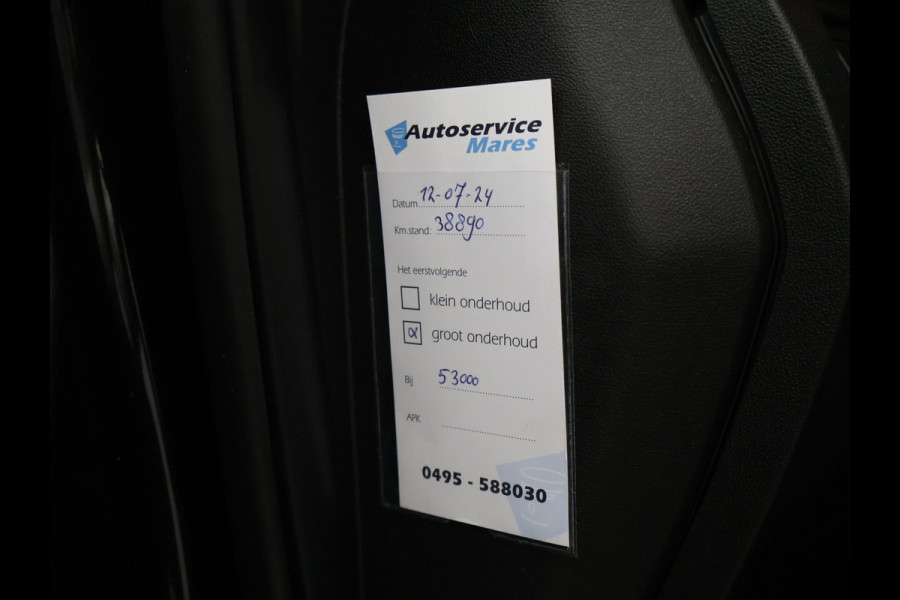 Autoservice
Mares
Datum 12-07-24
Km.stand: 38890
Het eerstvolgende
klein onderhoud
α groot onderhoud
Bij 53000
APK
0495 - 588030